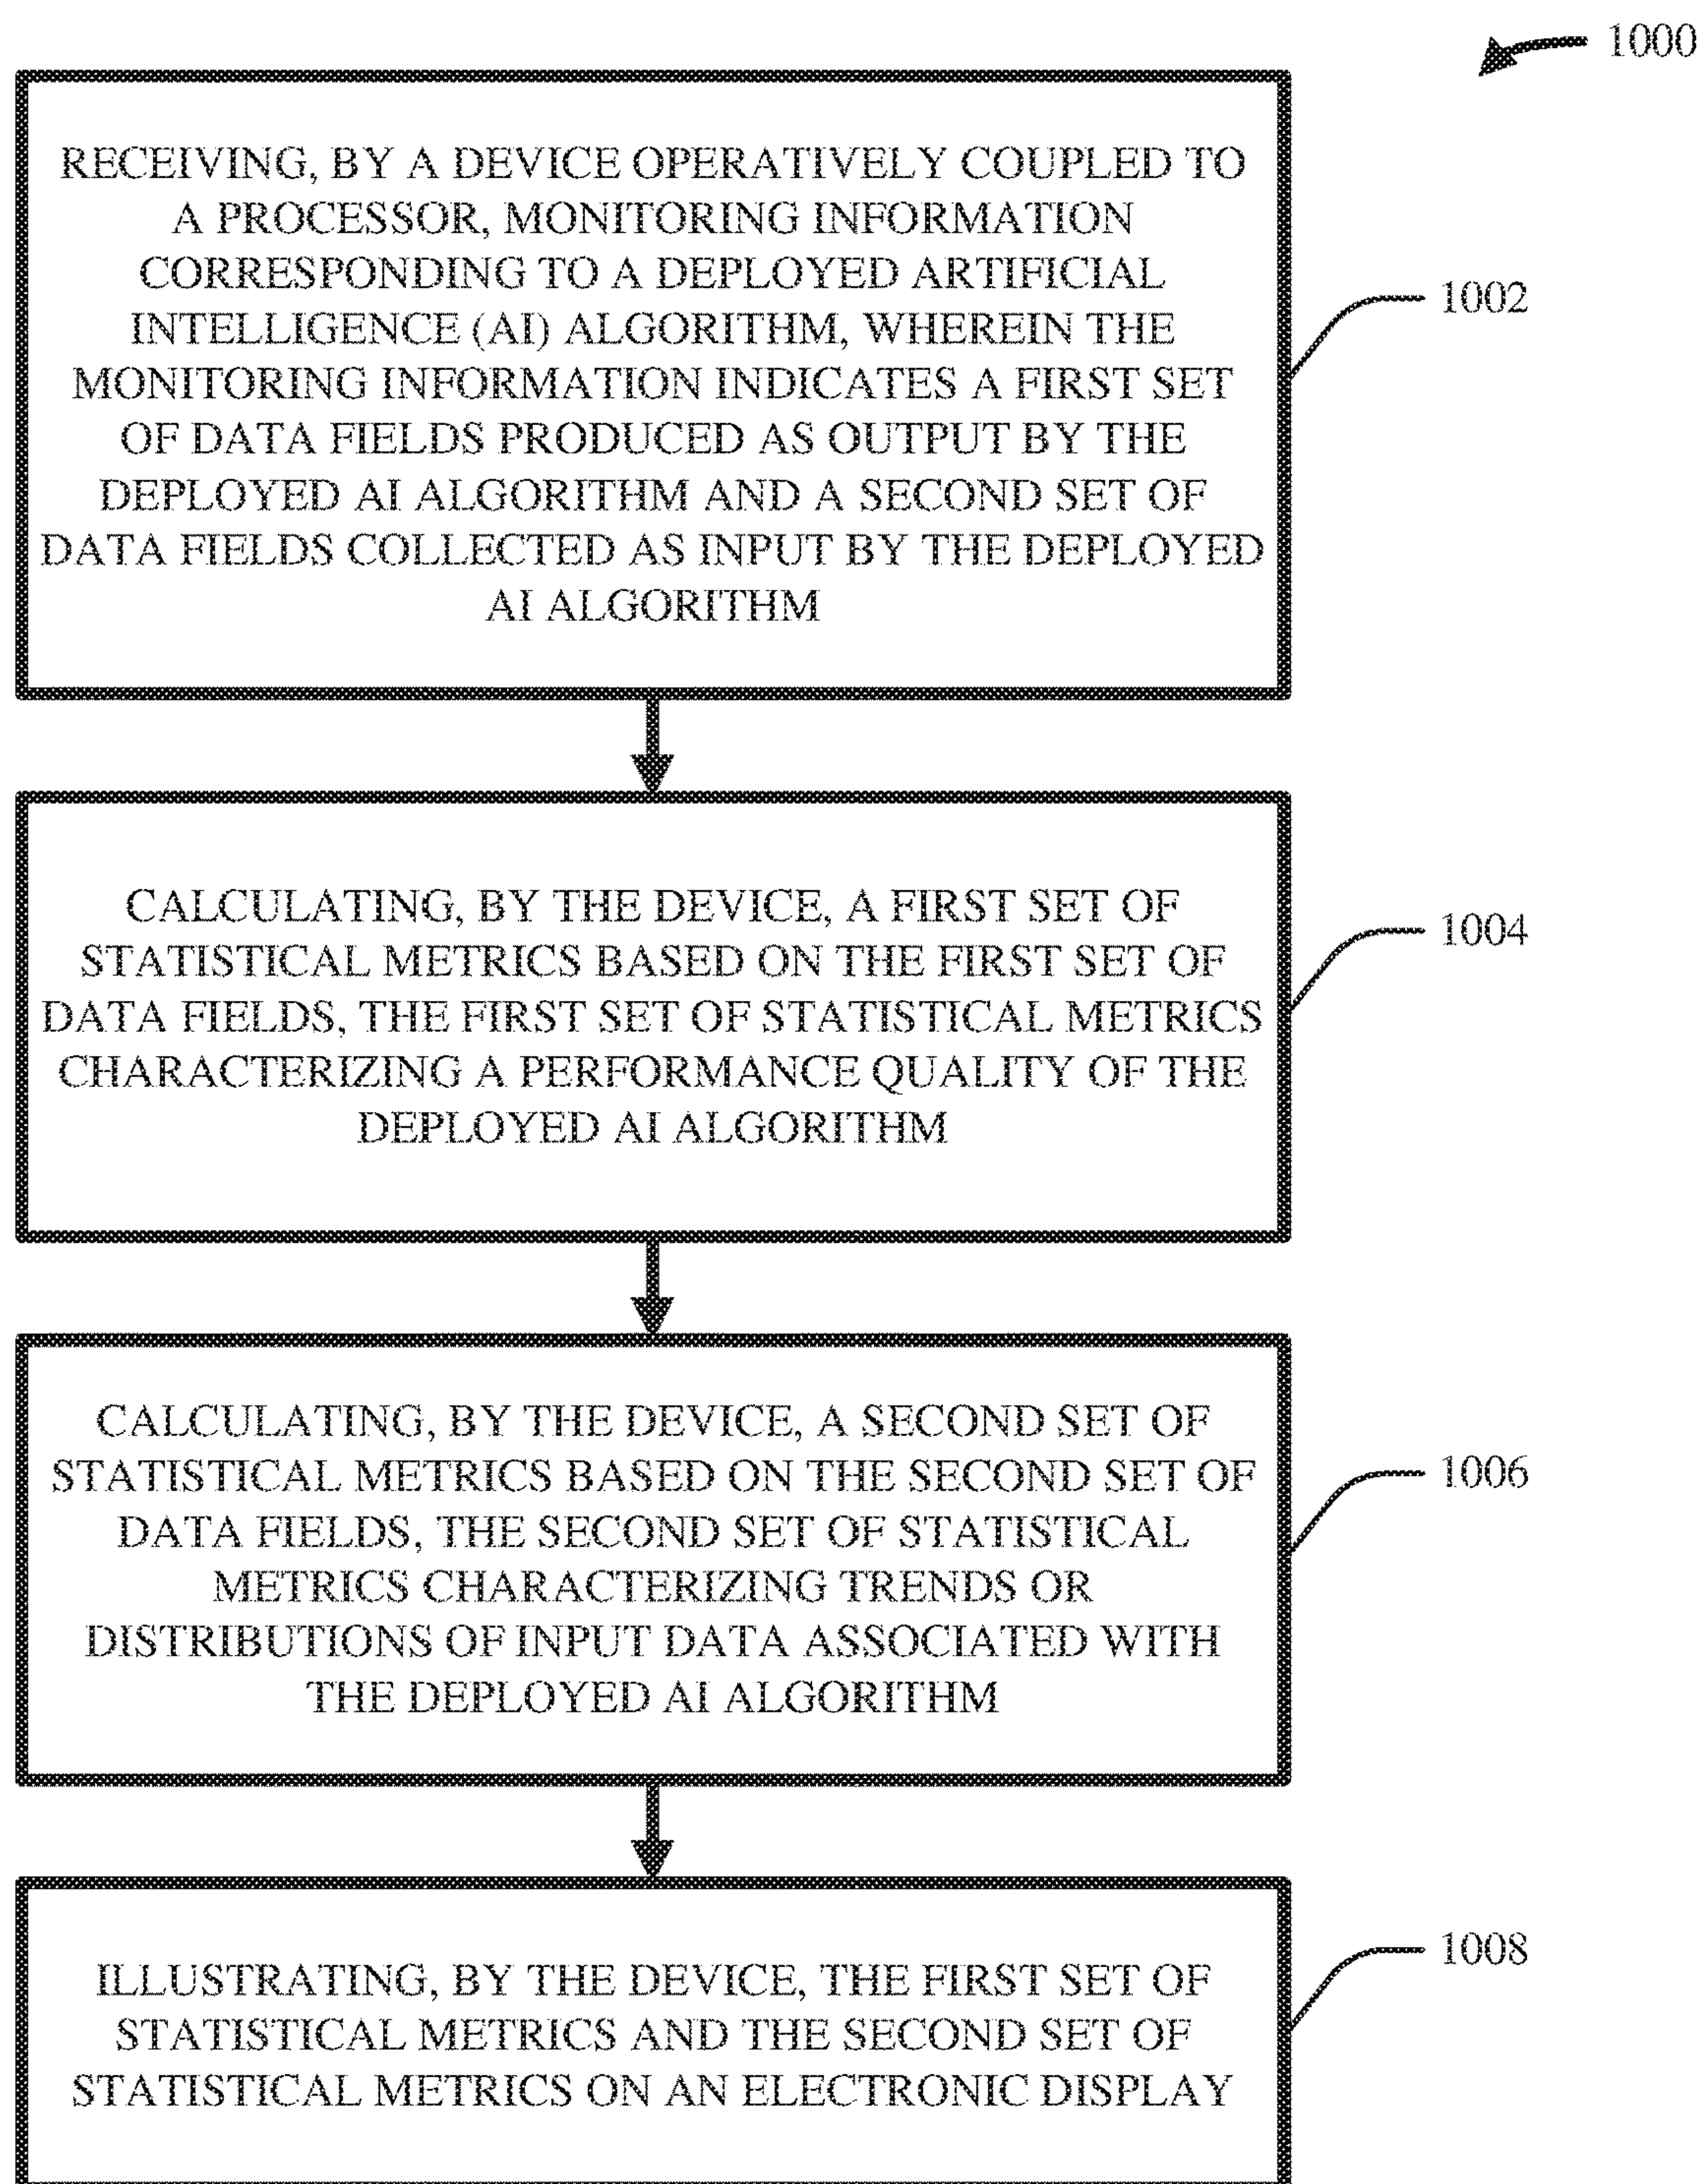 1000
RECEIVING, BY A DEVICE OPERATIVELY COUPLED TO
A PROCESSOR, MONITORING INFORMATION
CORRESPONDING TO A DEPLOYED ARTIFICIAL
INTELLIGENCE (AI) ALGORITHM, WHEREIN THE
MONITORING INFORMATION INDICATES A FIRST SET
OF DATA FIELDS PRODUCED AS OUTPUT BY THE
DEPLOYED AI ALGORITHM AND A SECOND SET OF
DATA FIELDS COLLECTED AS INPUT BY THE DEPLOYED
AI ALGORITHM
1002
CALCULATING, BY THE DEVICE, A FIRST SET OF
STATISTICAL METRICS BASED ON THE FIRST SET OF
DATA FIELDS, THE FIRST SET OF STATISTICAL METRICS
CHARACTERIZING A PERFORMANCE QUALITY OF THE
DEPLOYED AI ALGORITHM
1004
CALCULATING, BY THE DEVICE, A SECOND SET OF
STATISTICAL METRICS BASED ON THE SECOND SET OF
DATA FIELDS, THE SECOND SET OF STATISTICAL
METRICS CHARACTERIZING TRENDS OR
DISTRIBUTIONS OF INPUT DATA ASSOCIATED WITH
THE DEPLOYED AI ALGORITHM
1006
ILLUSTRATING, BY THE DEVICE, THE FIRST SET OF
STATISTICAL METRICS AND THE SECOND SET OF
STATISTICAL METRICS ON AN ELECTRONIC DISPLAY
1008